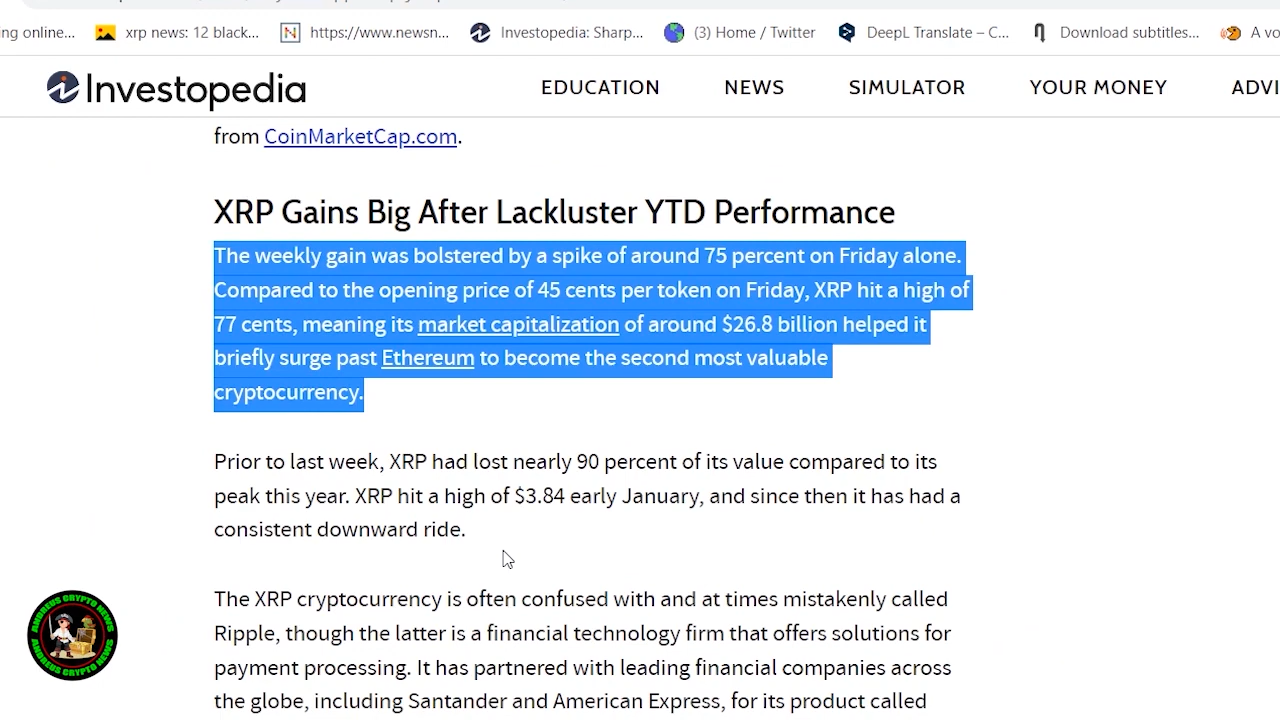 ng online...
xrp news: 12 black...
https://www.newsn...
Investopedia: Sharp...
(3) Home / Twitter
DeepL Translate – C...
Download subtitles...
A vo
Investopedia
EDUCATION
NEWS
SIMULATOR
YOUR MONEY
ADVI
from CoinMarketCap.com.
XRP Gains Big After Lackluster YTD Performance
The weekly gain was bolstered by a spike of around 75 percent on Friday alone.
Compared to the opening price of 45 cents per token on Friday, XRP hit a high of
77 cents, meaning its market capitalization of around $26.8 billion helped it
briefly surge past Ethereum to become the second most valuable
cryptocurrency.
Prior to last week, XRP had lost nearly 90 percent of its value compared to its
peak this year. XRP hit a high of $3.84 early January, and since then it has had a
consistent downward ride.
The XRP cryptocurrency is often confused with and at times mistakenly called
Ripple, though the latter is a financial technology firm that offers solutions for
payment processing. It has partnered with leading financial companies across
the globe, including Santander and American Express, for its product called
ANDREUS CRYPTO NEWS
ANDREUS CRYPTO NEWS